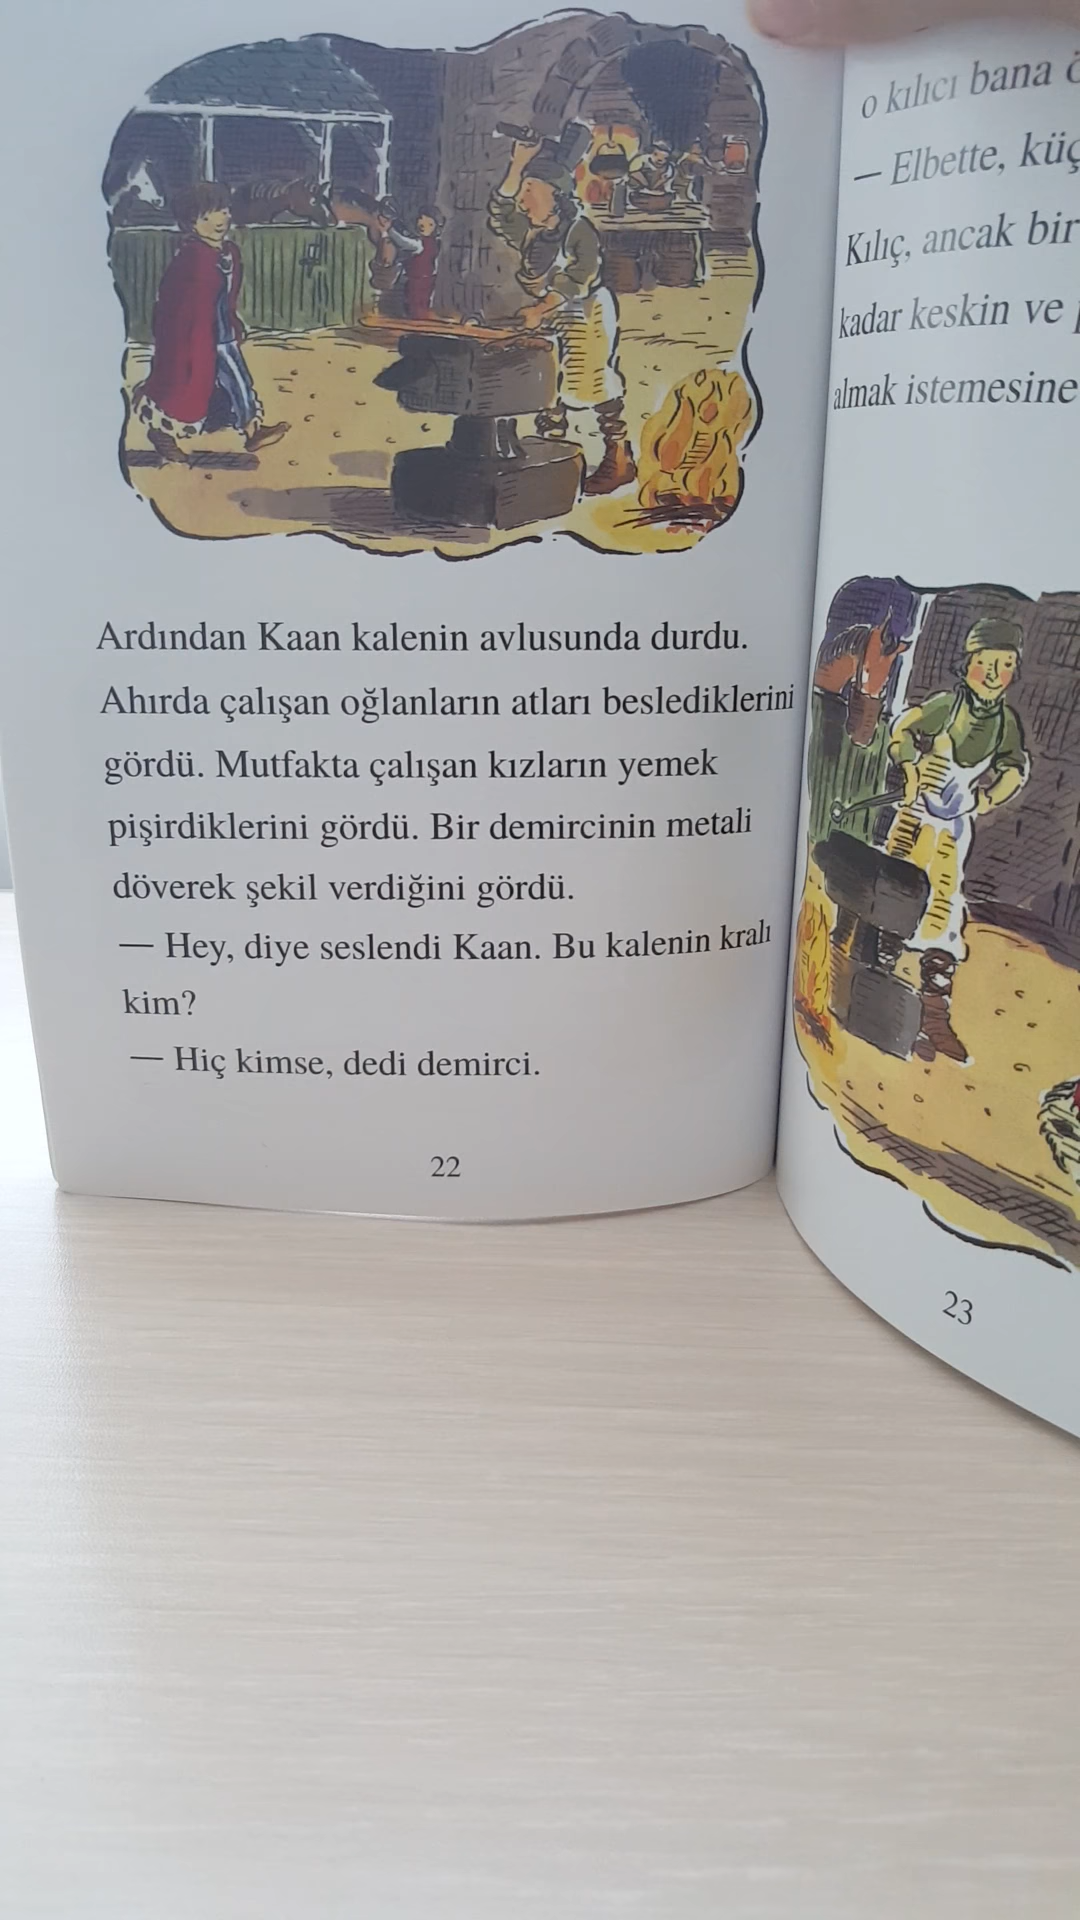 Ardından Kaan kalenin avlusunda durdu.
Ahırda çalışan oğlanların atları beslediklerini
gördü. Mutfakta çalışan kızların yemek
pişirdiklerini gördü. Bir demircinin metali
döverek şekil verdiğini gördü.
— Hey, diye seslendi Kaan. Bu kalenin kralı
kim?
— Hiç kimse, dedi demirci.
22
o kılıcı bana
— Elbette,
Kılıç, ancak bir
kadar keskin ve
almak istemesine
23